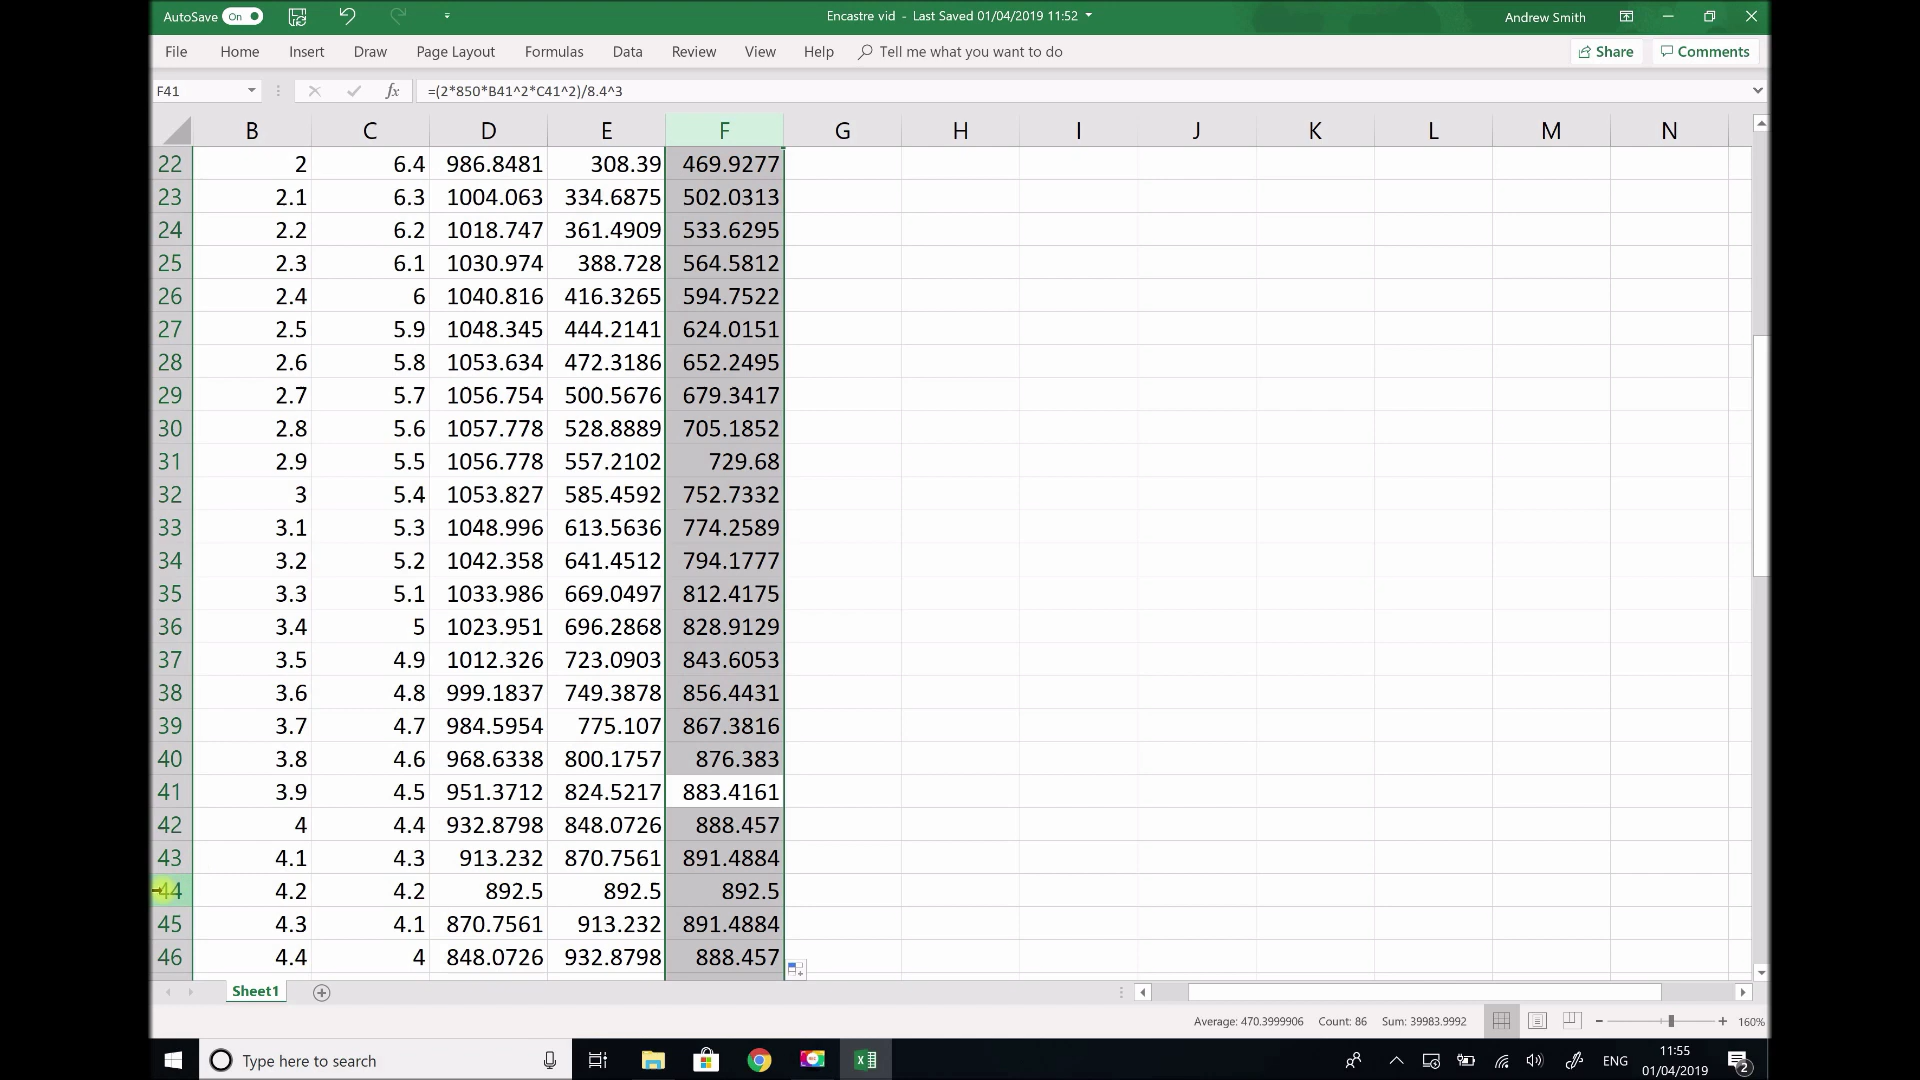 AutoSave On Encastre vid - Last Saved 01/04/2019 11:52 Andrew Smith
File Home Insert Draw Page Layout Formulas Data Review View Help Tell me what you want to do Share Comments
F41 fx =(2*850*B41^2*C41^2)/8.4^3
B C D E F G H I J K L M N
22 2 6.4 986.8481 308.39 469.9277
23 2.1 6.3 1004.063 334.6875 502.0313
24 2.2 6.2 1018.747 361.4909 533.6295
25 2.3 6.1 1030.974 388.728 564.5812
26 2.4 6 1040.816 416.3265 594.7522
27 2.5 5.9 1048.345 444.2141 624.0151
28 2.6 5.8 1053.634 472.3186 652.2495
29 2.7 5.7 1056.754 500.5676 679.3417
30 2.8 5.6 1057.778 528.8889 705.1852
31 2.9 5.5 1056.778 557.2102 729.68
32 3 5.4 1053.827 585.4592 752.7332
33 3.1 5.3 1048.996 613.5636 774.2589
34 3.2 5.2 1042.358 641.4512 794.1777
35 3.3 5.1 1033.986 669.0497 812.4175
36 3.4 5 1023.951 696.2868 828.9129
37 3.5 4.9 1012.326 723.0903 843.6053
38 3.6 4.8 999.1837 749.3878 856.4431
39 3.7 4.7 984.5954 775.107 867.3816
40 3.8 4.6 968.6338 800.1757 876.383
41 3.9 4.5 951.3712 824.5217 883.4161
42 4 4.4 932.8798 848.0726 888.457
43 4.1 4.3 913.232 870.7561 891.4884
44 4.2 4.2 892.5 892.5 892.5
45 4.3 4.1 870.7561 913.232 891.4884
46 4.4 4 848.0726 932.8798 888.457
Sheet1
Average: 470.3999906 Count: 86 Sum: 39983.9992 160%
Type here to search ENG 11:55
01/04/2019 2